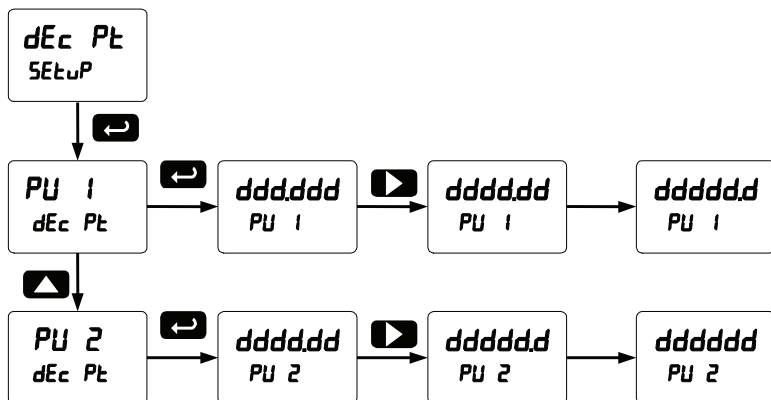 dEc Pt
SEtuP
PU 1
dEc Pt
ddd.ddd
PU 1
dddd.dd
PU 1
ddddd.d
PU 1
PU 2
dEc Pt
dddd.dd
PU 2
ddddd.d
PU 2
dddddd
PU 2